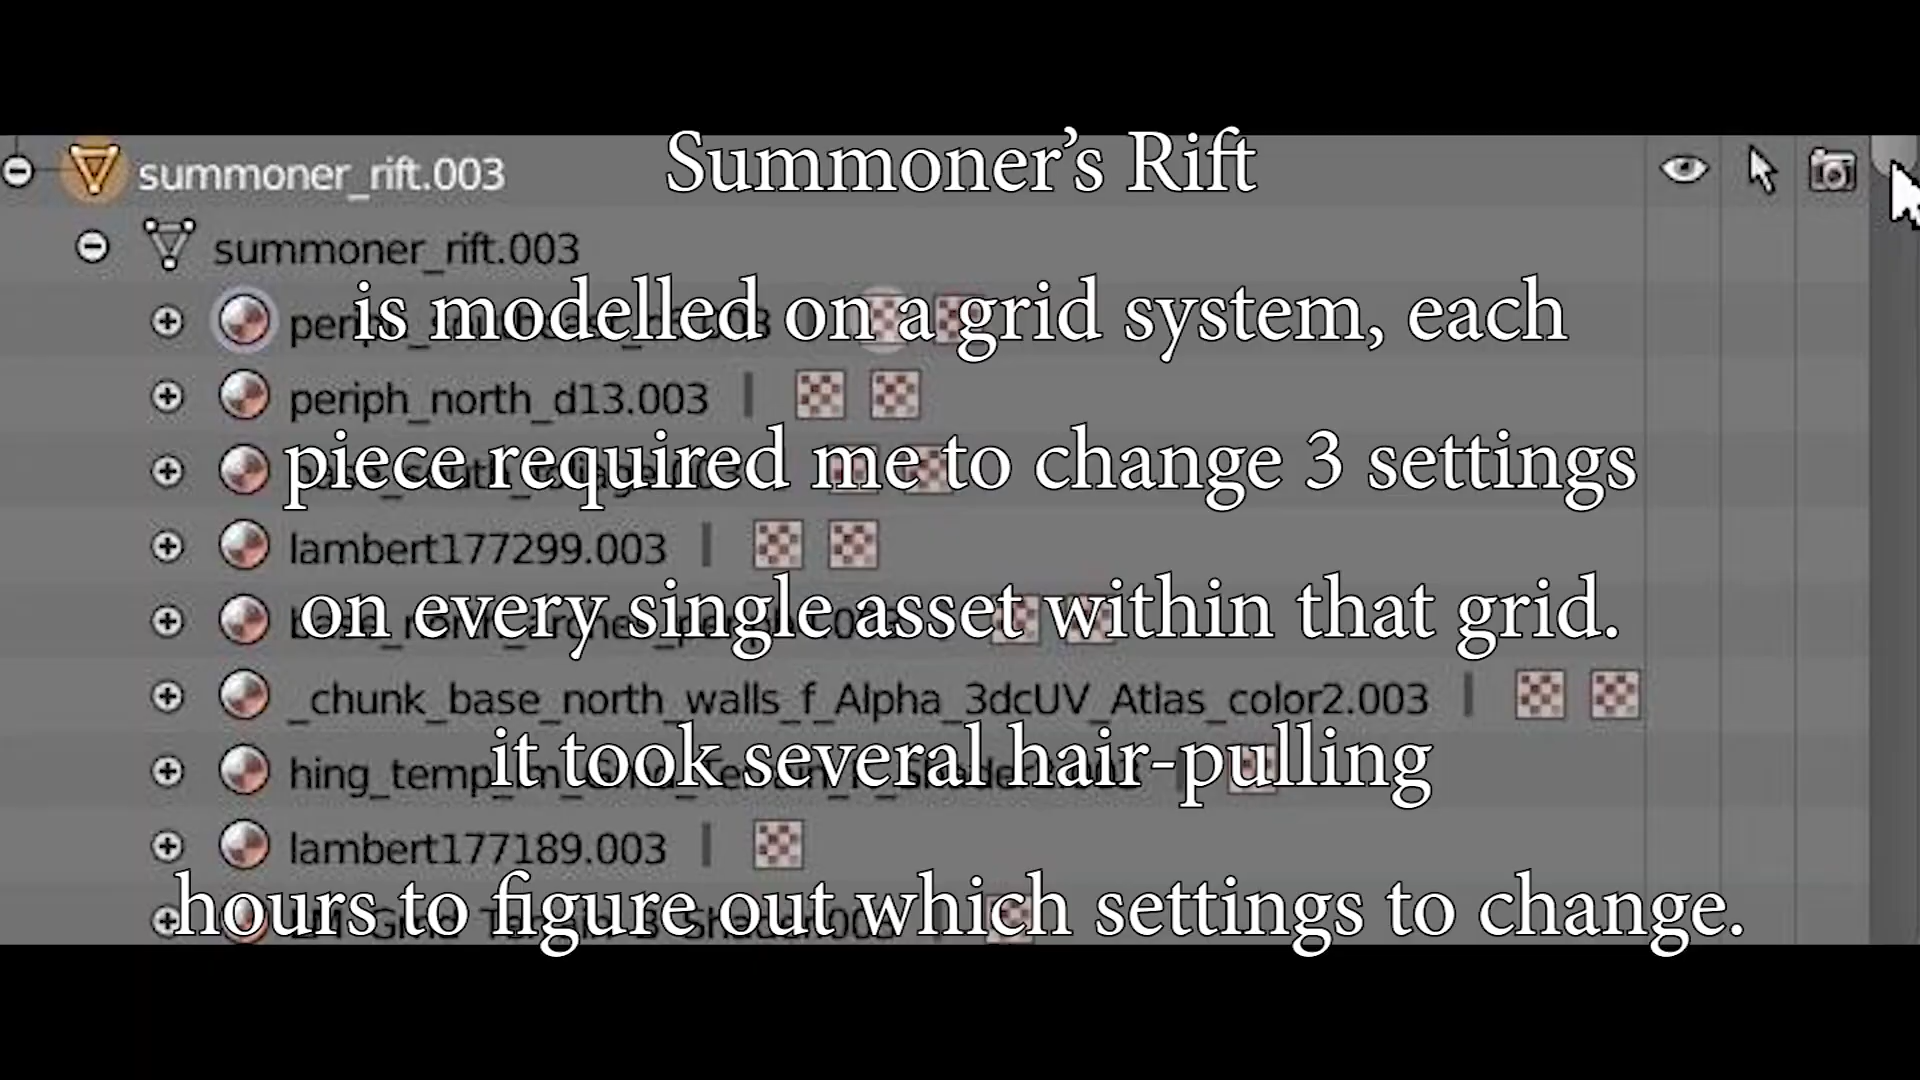 summoner_rift.003
Summoner’s Rift
summoner_rift.003
is modelled on a grid system, each
periph_north_d13.003
piece required me to change 3 settings
lambert177299.003
on every single asset within that grid.
_chunk_base_north_walls_f_Alpha_3dcUV_Atlas_color2.003
it took several hair-pulling
lambert177189.003
hours to figure out which settings to change.